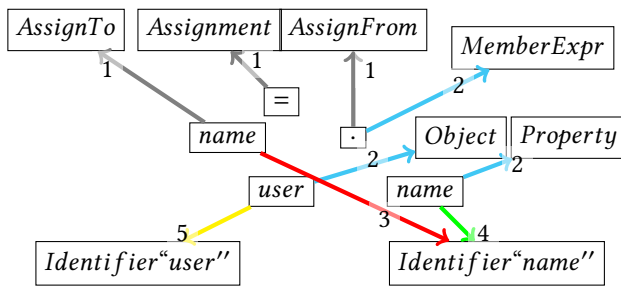 AssignTo Assignment AssignFrom
MemberExpr
1 1 1 2
=
name · Object Property
2 2
user name
3
5 4
Identifier“user″ Identifier“name″